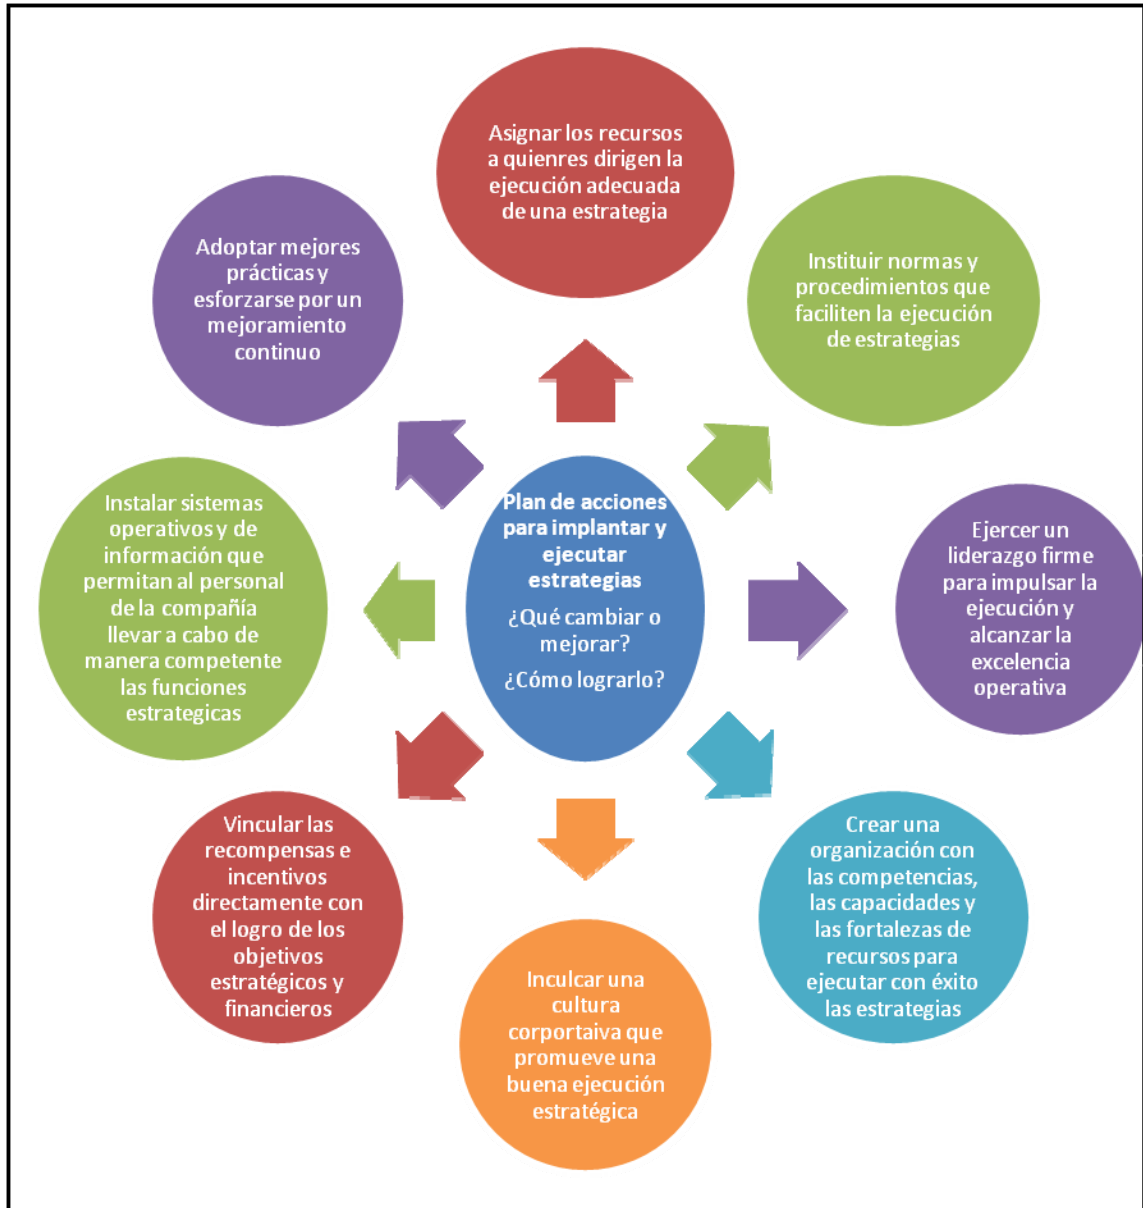 Asignar los recursos
a quienres dirigen la
ejecución adecuada
de una estrategia
Instituir normas y
procedimientos que
faciliten la ejecución
de estrategias
Ejercer un
liderazgo firme
para impulsar la
ejecución y
alcanzar la
excelencia
operativa
Crear una
organización con
las competencias,
las capacidades y
las fortalezas de
recursos para
ejecutar con éxito
las estrategias
Inculcar una
cultura
corportaiva que
promueve una
buena ejecución
estratégica
Vincular las
recompensas e
incentivos
directamente con
el logro de los
objetivos
estratégicos y
financieros
Instalar sistemas
operativos y de
información que
permitan al personal
de la compañía
llevar a cabo de
manera competente
las funciones
estrategicas
Adoptar mejores
prácticas y
esforzarse por un
mejoramiento
continuo
Plan de acciones
para implantar y
ejecutar
estrategias
¿Qué cambiar o
mejorar?
¿Cómo lograrlo?